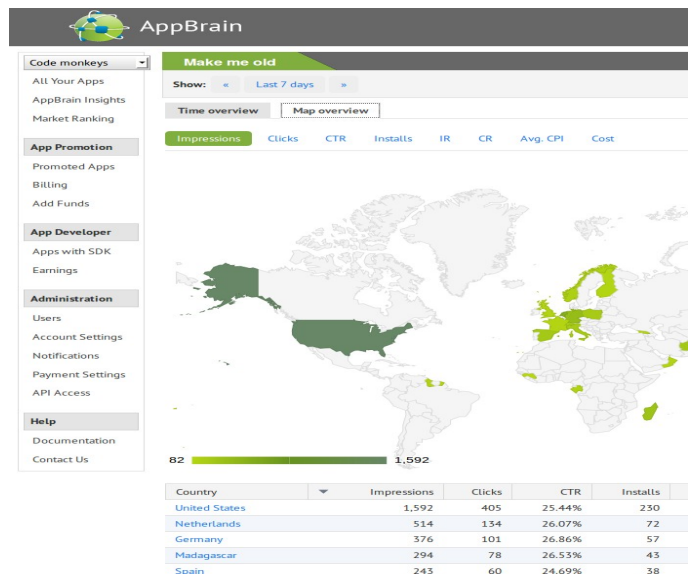 AppBrain
Code monkeys
All Your Apps
AppBrain Insights
Market Ranking
App Promotion
Promoted Apps
Billing
Add Funds
App Developer
Apps with SDK
Earnings
Administration
Users
Account Settings
Notifications
Payment Settings
API Access
Help
Documentation
Contact Us
Make me old
Show: « Last 7 days »
Time overview Map overview
Impressions Clicks CTR Installs IR CR Avg. CPI Cost
82 1,592
Country Impressions Clicks CTR Installs
United States 1,592 405 25.44% 230
Netherlands 514 134 26.07% 72
Germany 376 101 26.86% 57
Madagascar 294 78 26.53% 43
Spain 243 60 24.69% 38